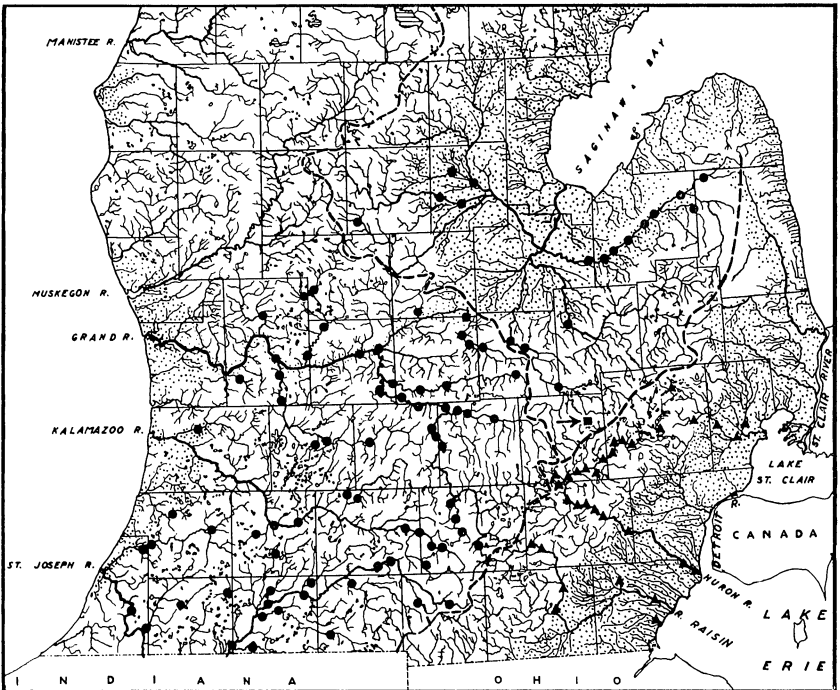 MANISTEE R.
SAGINAW BAY
MUSKEGON R.
GRAND R.
KALAMAZOO R.
ST. JOSEPH R.
ST. CLAIR RIV.
LAKE
ST. CLAIR
DETROIT R.
CANADA
HURON R.
R. RAISIN
LAKE
ERIE
INDIANA
OHIO